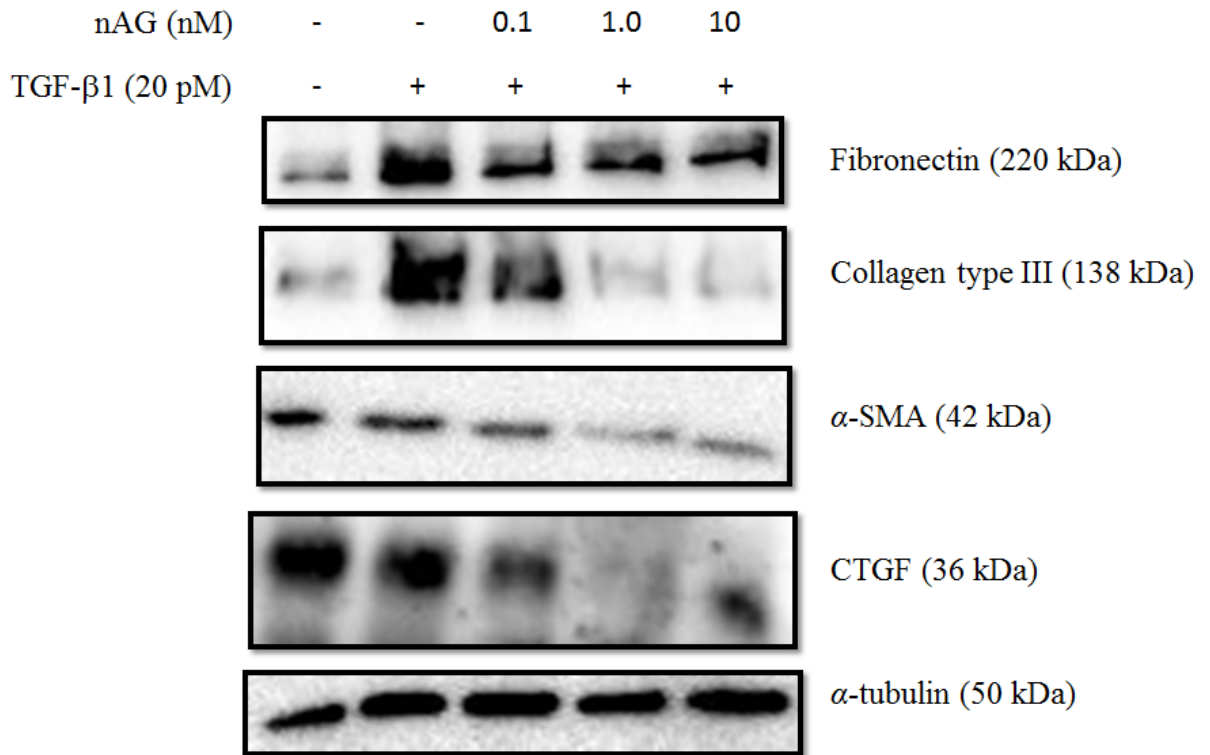 nAG (nM) - - 0.1 1.0 10
TGF-β1 (20 pM) - + + + +
Fibronectin (220 kDa)
Collagen type III (138 kDa)
α-SMA (42 kDa)
CTGF (36 kDa)
α-tubulin (50 kDa)